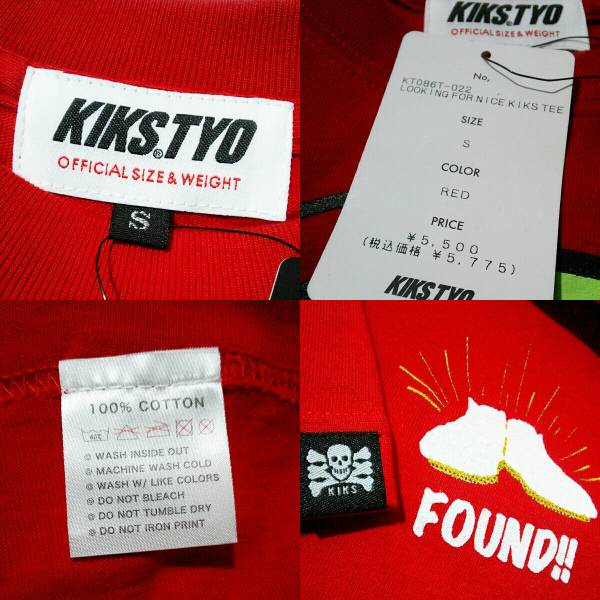 KIKS®TYO
OFFICIAL SIZE & WEIGHT
S
KIKS.TYO
OFFICIAL SIZE & WEIGHT
No,
KT086T-022
LOOKING FOR NICE KIKS TEE
SIZE
S
COLOR
RED
PRICE
¥5,500
(税込価格 ¥5.775)
KIKS.TYO
100% COTTON
WASH INSIDE OUT
MACHINE WASH COLD
WASH W/ LIKE COLORS
DO NOT BLEACH
DO NOT TUMBLE DRY
DO NOT IRON PRINT
KIKS
FOUND!!